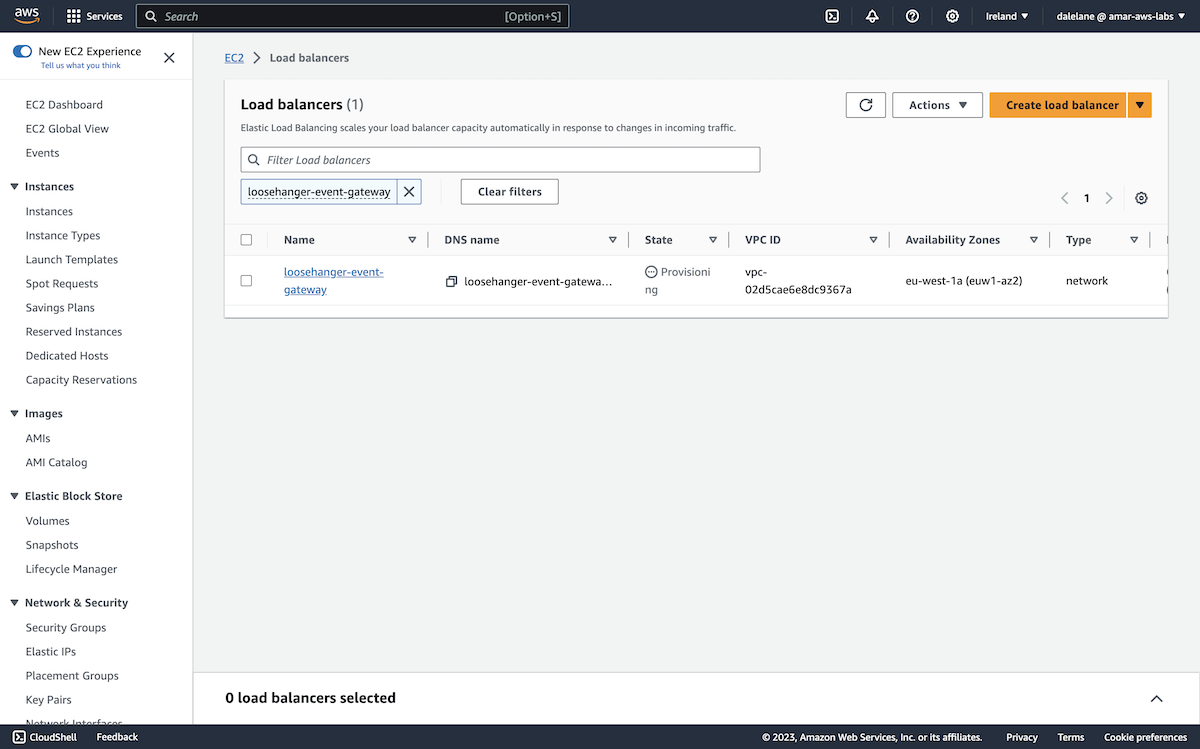 aws
Services
Search [Option+S]
Ireland ▼
dalelane @ amar-aws-labs ▼
New EC2 Experience
Tell us what you think
EC2 Dashboard
EC2 Global View
Events
Instances
Instances
Instance Types
Launch Templates
Spot Requests
Savings Plans
Reserved Instances
Dedicated Hosts
Capacity Reservations
Images
AMIs
AMI Catalog
Elastic Block Store
Volumes
Snapshots
Lifecycle Manager
Network & Security
Security Groups
Elastic IPs
Placement Groups
Key Pairs
Network Interfaces
EC2 > Load balancers
Load balancers (1)
Actions ▼
Create load balancer
Elastic Load Balancing scales your load balancer capacity automatically in response to changes in incoming traffic.
Filter Load balancers
loosehanger-event-gateway
Clear filters
1
Name DNS name State VPC ID Availability Zones Type
loosehanger-event-
gateway
loosehanger-event-gatewa...
Provisioni
ng
vpc-
02d5cae6e8dc9367a
eu-west-1a (euw1-az2)
network
0 load balancers selected
CloudShell
Feedback
© 2023, Amazon Web Services, Inc. or its affiliates.
Privacy
Terms
Cookie preferences